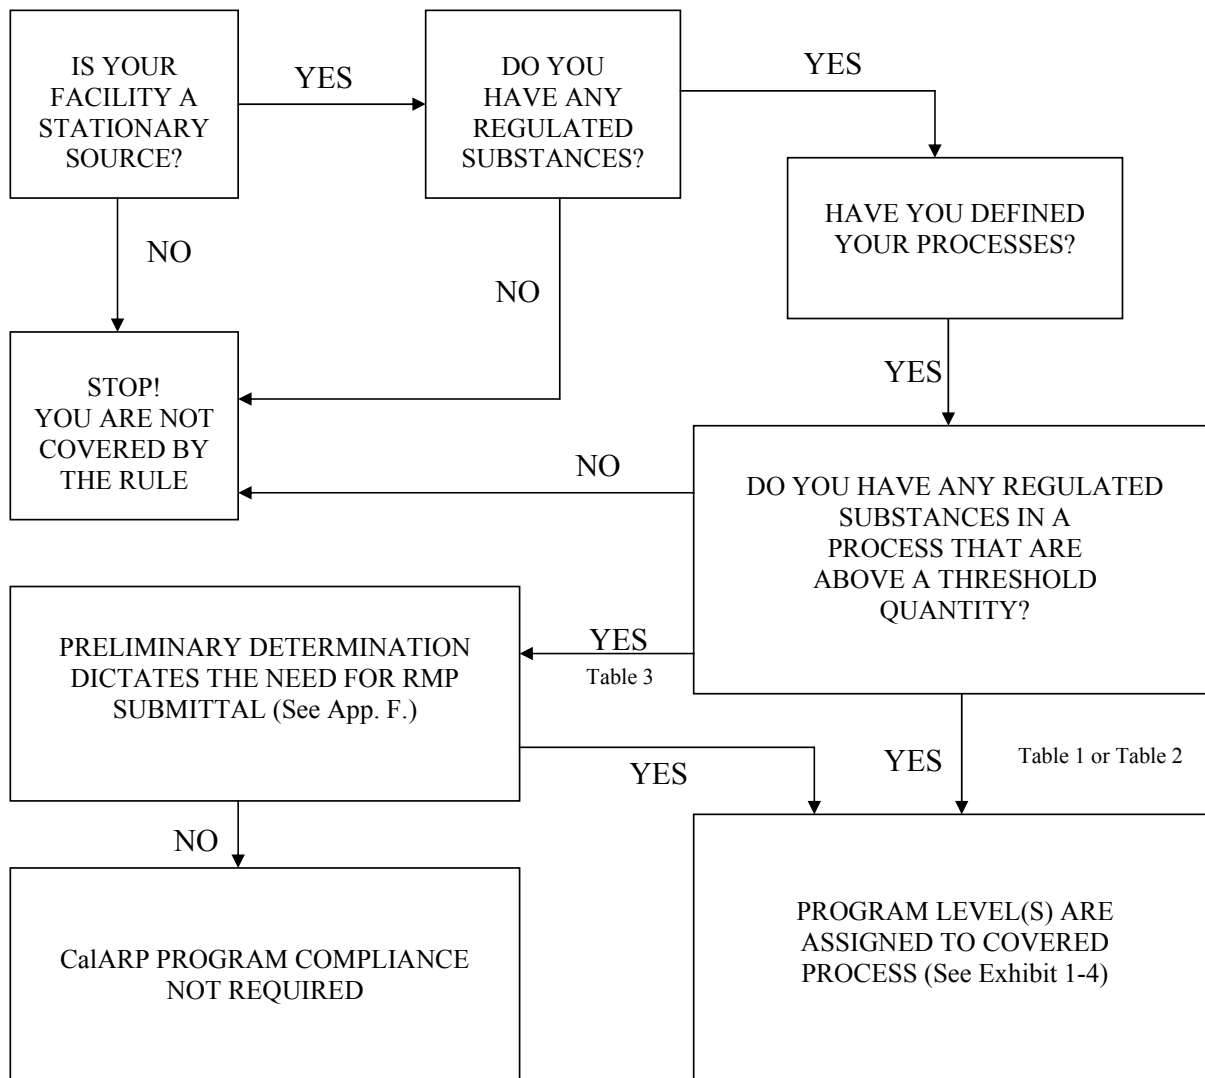 IS YOUR
FACILITY A
STATIONARY
SOURCE?
YES
DO YOU
HAVE ANY
REGULATED
SUBSTANCES?
YES
HAVE YOU DEFINED
YOUR PROCESSES?
NO
NO
STOP!
YOU ARE NOT
COVERED BY
THE RULE
YES
NO
DO YOU HAVE ANY REGULATED
SUBSTANCES IN A
PROCESS THAT ARE
ABOVE A THRESHOLD
QUANTITY?
YES
Table 3
PRELIMINARY DETERMINATION
DICTATES THE NEED FOR RMP
SUBMITTAL (See App. F.)
YES
YES
Table 1 or Table 2
NO
CalARP PROGRAM COMPLIANCE
NOT REQUIRED
PROGRAM LEVEL(S) ARE
ASSIGNED TO COVERED
PROCESS (See Exhibit 1-4)